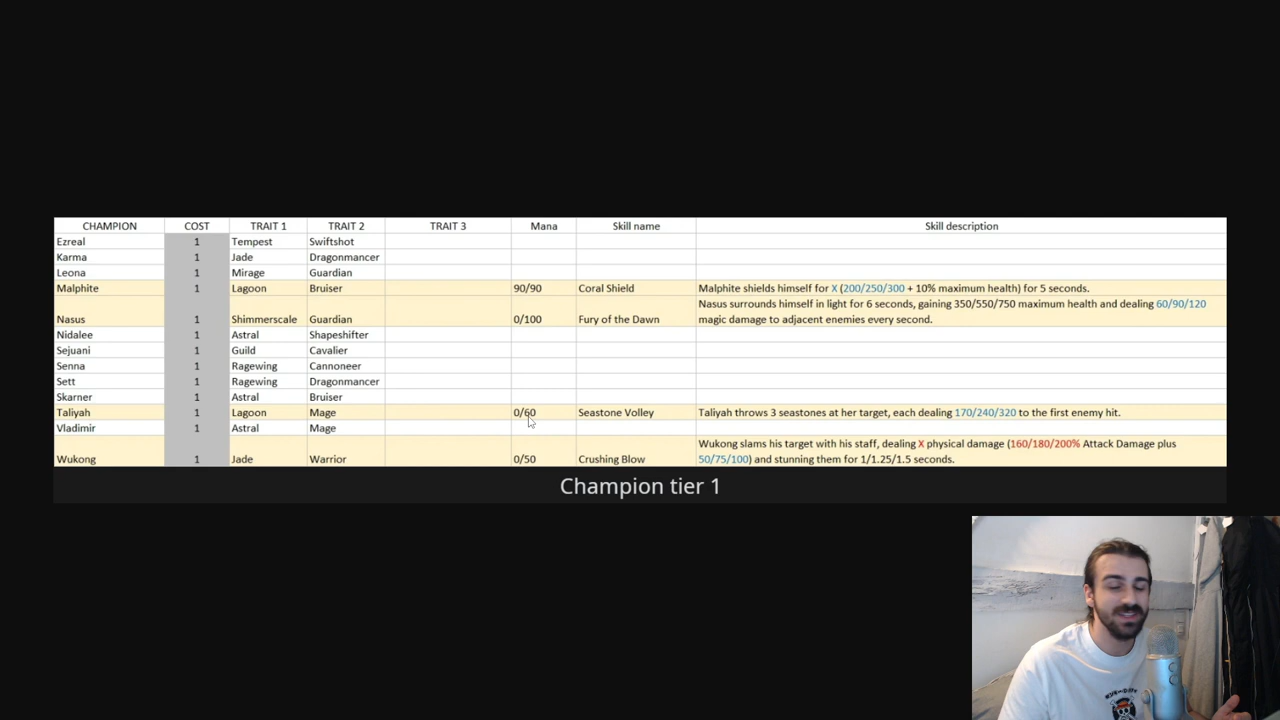 CHAMPION COST TRAIT 1 TRAIT 2 TRAIT 3 Mana Skill name Skill description
Ezreal 1 Tempest Swiftshot
Karma 1 Jade Dragonmancer
Leona 1 Mirage Guardian
Malphite 1 Lagoon Bruiser 90/90 Coral Shield Malphite shields himself for X (200/250/300 + 10% maximum health) for 5 seconds.
Nasus surrounds himself in light for 6 seconds, gaining 350/550/750 maximum health and dealing 60/90/120
Nasus 1 Shimmerscale Guardian 0/100 Fury of the Dawn magic damage to adjacent enemies every second.
Nidalee 1 Astral Shapeshifter
Sejuani 1 Guild Cavalier
Senna 1 Ragewing Cannoneer
Sett 1 Ragewing Dragonmancer
Skarner 1 Astral Bruiser
Taliyah 1 Lagoon Mage 0/60 Seastone Volley Taliyah throws 3 seastones at her target, each dealing 170/240/320 to the first enemy hit.
Vladimir 1 Astral Mage
Wukong slams his target with his staff, dealing X physical damage (160/180/200% Attack Damage plus
Wukong 1 Jade Warrior 0/50 Crushing Blow 50/75/100) and stunning them for 1/1.25/1.5 seconds.
Champion tier 1